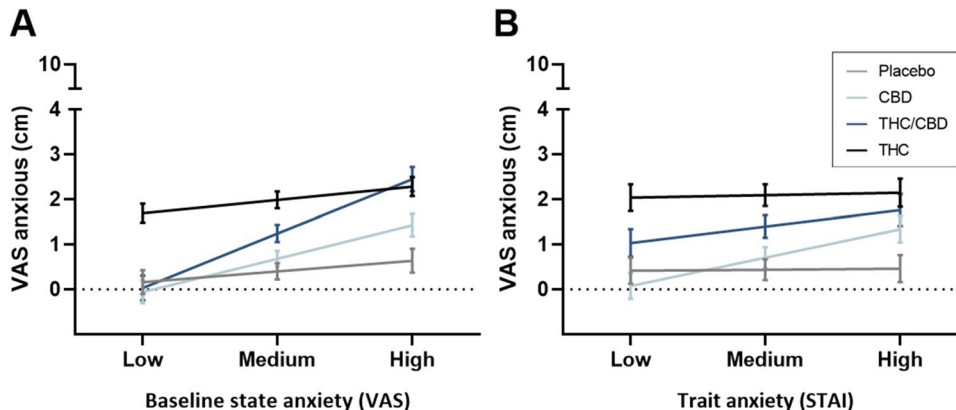 A
VAS anxious (cm)
10
4
3
2
1
0
Low
Medium
High
Baseline state anxiety (VAS)
B
VAS anxious (cm)
10
4
3
2
1
0
Low
Medium
High
Trait anxiety (STAI)
Placebo
CBD
THC/CBD
THC